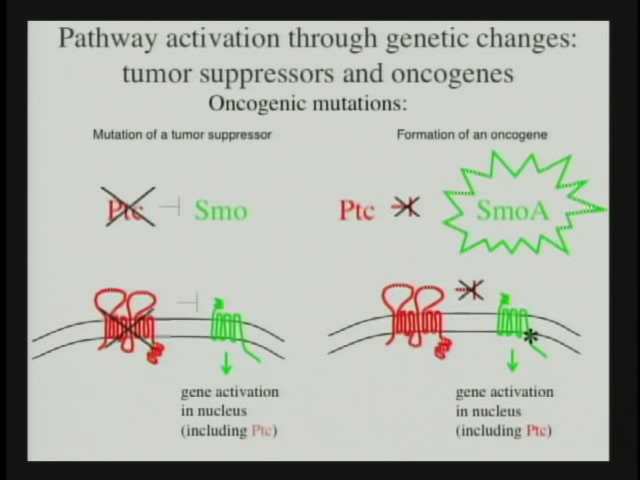 Pathway activation through genetic changes:
tumor suppressors and oncogenes
Oncogenic mutations:
Mutation of a tumor suppressor
Formation of an oncogene
Ptc
Smo
Ptc
SmoA
*
gene activation
in nucleus
(including Ptc)
gene activation
in nucleus
(including Ptc)